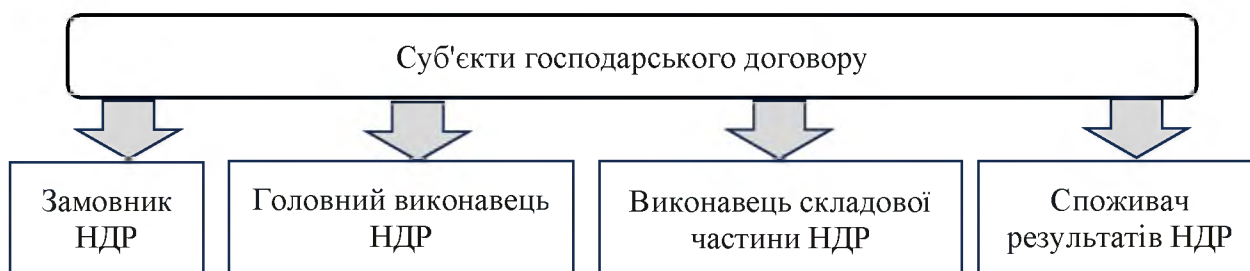 Суб'єкти господарського договору
Замовник
НДР
Головний виконавець
НДР
Виконавець складової
частини НДР
Споживач
результатів НДР